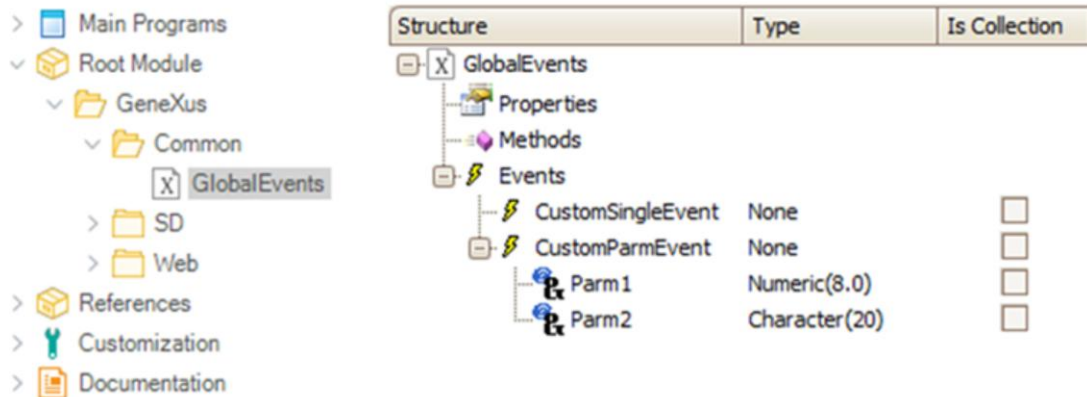 Main Programs
Root Module
GeneXus
Common
GlobalEvents
SD
Web
References
Customization
Documentation
Structure Type Is Collection
GlobalEvents
Properties
Methods
Events
CustomSingleEvent None
CustomParmEvent None
Parm1 Numeric(8.0)
Parm2 Character(20)